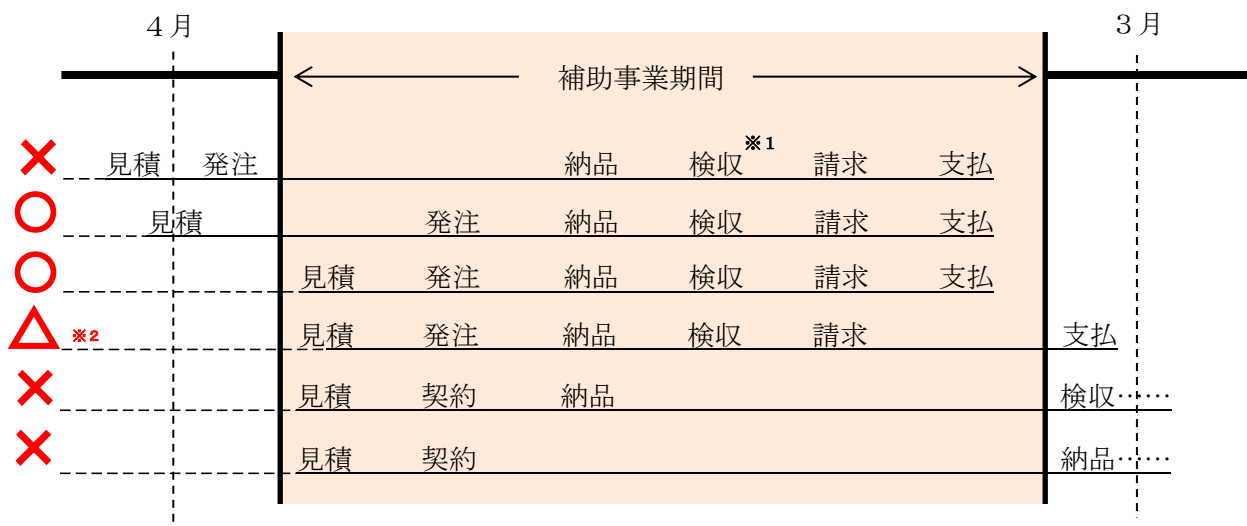 4月 3月
補助事業期間
× 見積 発注 納品 検収※1 請求 支払
○ 見積 発注 納品 検収 請求 支払
○ 見積 発注 納品 検収 請求 支払
△ ※2 見積 発注 納品 検収 請求 支払
× 見積 契約 納品 検収……
× 見積 契約 納品……